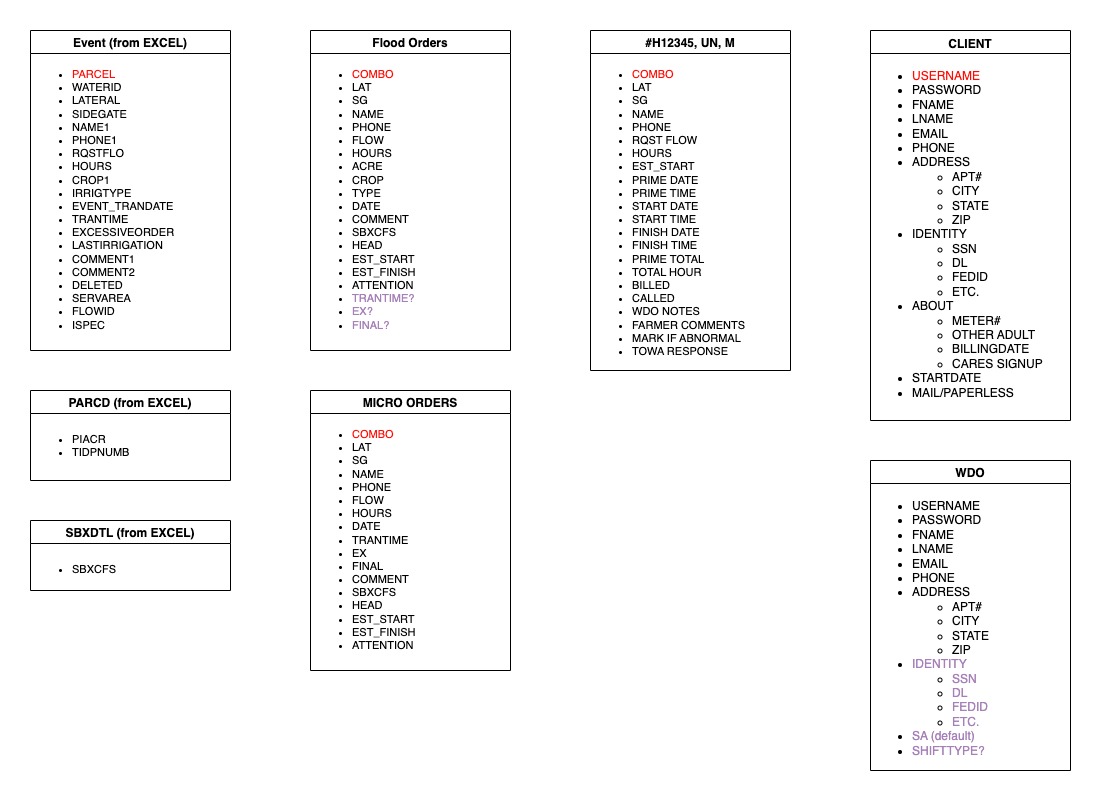 Event (from EXCEL)
PARCEL
WATERID
LATERAL
SIDEGATE
NAME1
PHONE1
RQSTFLO
HOURS
CROP1
IRRIGTYPE
EVENT_TRANDATE
TRANTIME
EXCESSIVEORDER
LASTIRRIGATION
COMMENT1
COMMENT2
DELETED
SERVAREA
FLOWID
ISPEC
PARCD (from EXCEL)
PIACR
TIDPNUMB
SBXDTL (from EXCEL)
SBXCFS
Flood Orders
COMBO
LAT
SG
NAME
PHONE
FLOW
HOURS
ACRE
CROP
TYPE
DATE
COMMENT
SBXCFS
HEAD
EST_START
EST_FINISH
ATTENTION
TRANTIME?
EX?
FINAL?
MICRO ORDERS
COMBO
LAT
SG
NAME
PHONE
FLOW
HOURS
DATE
TRANTIME
EX
FINAL
COMMENT
SBXCFS
HEAD
EST_START
EST_FINISH
ATTENTION
#H12345, UN, M
COMBO
LAT
SG
NAME
PHONE
RQST FLOW
HOURS
EST_START
PRIME DATE
PRIME TIME
START DATE
START TIME
FINISH DATE
FINISH TIME
PRIME TOTAL
TOTAL HOUR
BILLED
CALLED
WDO NOTES
FARMER COMMENTS
MARK IF ABNORMAL
TOWA RESPONSE
CLIENT
USERNAME
PASSWORD
FNAME
LNAME
EMAIL
PHONE
ADDRESS
APT#
CITY
STATE
ZIP
IDENTITY
SSN
DL
FEDID
ETC.
ABOUT
METER#
OTHER ADULT
BILLINGDATE
CARES SIGNUP
STARTDATE
MAIL/PAPERLESS
WDO
USERNAME
PASSWORD
FNAME
LNAME
EMAIL
PHONE
ADDRESS
APT#
CITY
STATE
ZIP
IDENTITY
SSN
DL
FEDID
ETC.
SA (default)
SHIFTTYPE?